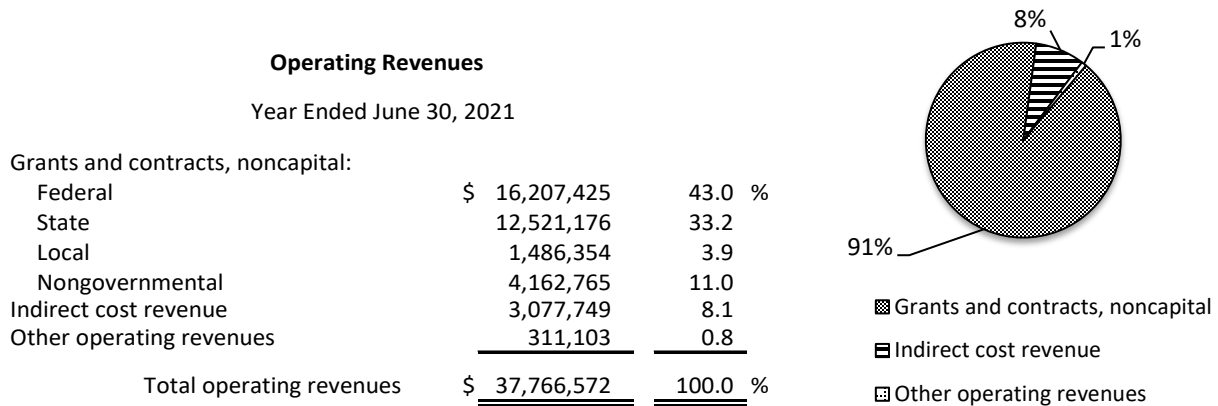 Operating Revenues
Year Ended June 30, 2021
Grants and contracts, noncapital:
Federal $ 16,207,425 43.0 %
State 12,521,176 33.2
Local 1,486,354 3.9
Nongovernmental 4,162,765 11.0
Indirect cost revenue 3,077,749 8.1
Other operating revenues 311,103 0.8
Total operating revenues $ 37,766,572 100.0 %
8%
1%
91%
Grants and contracts, noncapital
Indirect cost revenue
Other operating revenues